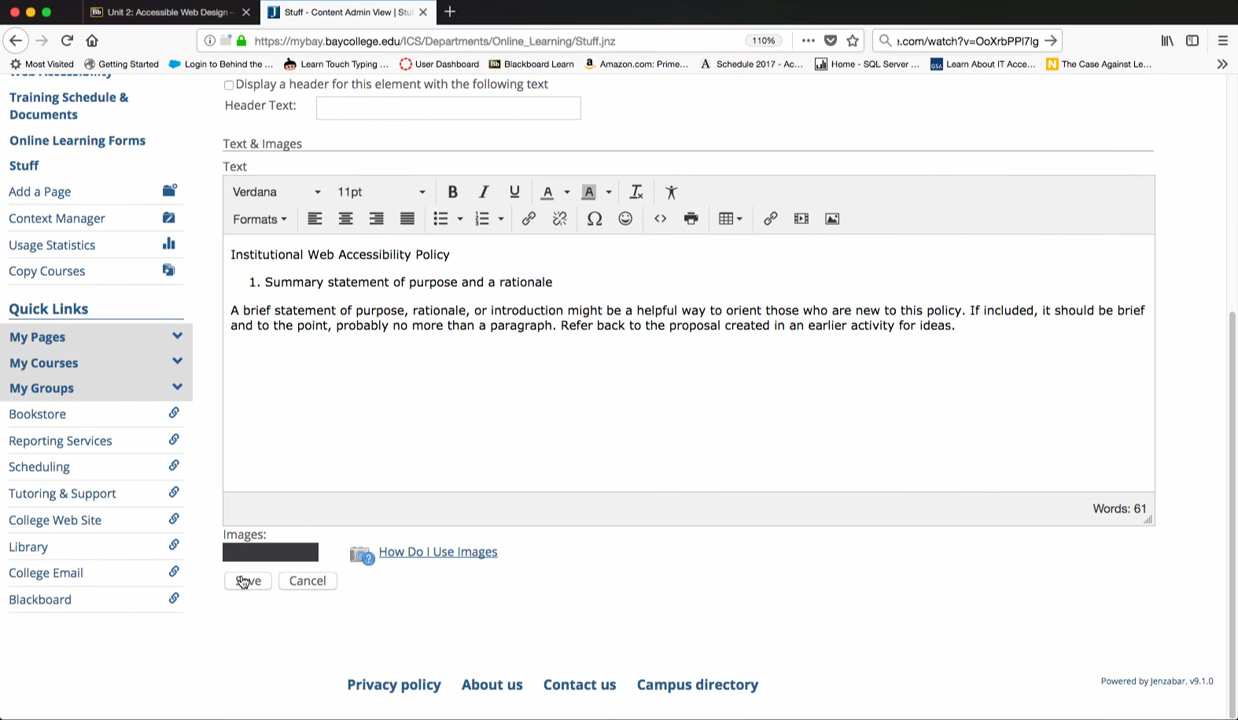 Unit 2: Accessible Web Design -
Stuff - Content Admin View | Stu
https://mybay.baycollege.edu/ICS/Departments/Online_Learning/Stuff.jnz
110%
.com/watch?v=OoXrbPPl7lg
Most Visited
Getting Started
Login to Behind the ...
Learn Touch Typing ...
User Dashboard
Blackboard Learn
Amazon.com: Prime...
Schedule 2017 - Ac...
Home - SQL Server ...
Learn About IT Acce...
The Case Against Le...
Web Accessibility
Training Schedule &
Documents
Online Learning Forms
Stuff
Add a Page
Context Manager
Usage Statistics
Copy Courses
Quick Links
My Pages
My Courses
My Groups
Bookstore
Reporting Services
Scheduling
Tutoring & Support
College Web Site
Library
College Email
Blackboard
Display a header for this element with the following text
Header Text:
Text & Images
Text
Verdana
11pt
Formats
Institutional Web Accessibility Policy
1. Summary statement of purpose and a rationale
A brief statement of purpose, rationale, or introduction might be a helpful way to orient those who are new to this policy. If included, it should be brief
and to the point, probably no more than a paragraph. Refer back to the proposal created in an earlier activity for ideas.
Words: 61
Images:
How Do I Use Images
Save
Cancel
Privacy policy
About us
Contact us
Campus directory
Powered by Jenzabar. v9.1.0